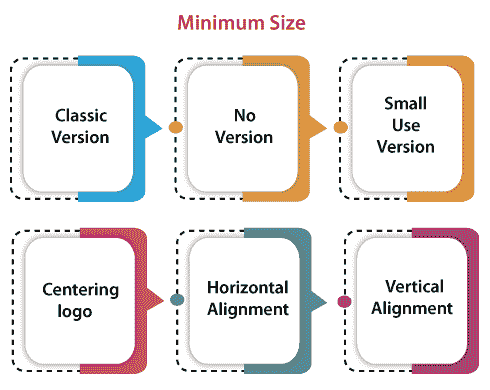 Minimum Size
Classic
Version
No
Version
Small
Use
Version
Centering
logo
Horizontal
Alignment
Vertical
Alignment